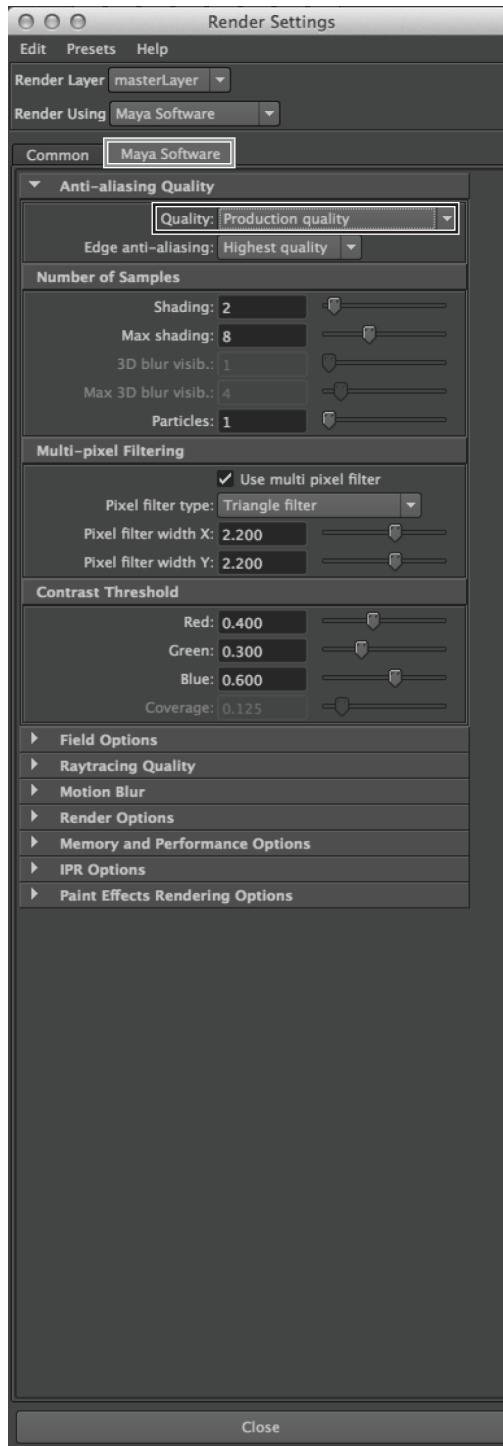 Render Settings
Edit Presets Help
Render Layer masterLayer
Render Using Maya Software
Common Maya Software
Anti-aliasing Quality
Quality: Production quality
Edge anti-aliasing: Highest quality
Number of Samples
Shading: 2
Max shading: 8
3D blur visib.: 1
Max 3D blur visib.: 4
Particles: 1
Multi-pixel Filtering
Use multi pixel filter
Pixel filter type: Triangle filter
Pixel filter width X: 2.200
Pixel filter width Y: 2.200
Contrast Threshold
Red: 0.400
Green: 0.300
Blue: 0.600
Coverage: 0.125
Field Options
Raytracing Quality
Motion Blur
Render Options
Memory and Performance Options
IPR Options
Paint Effects Rendering Options
Close